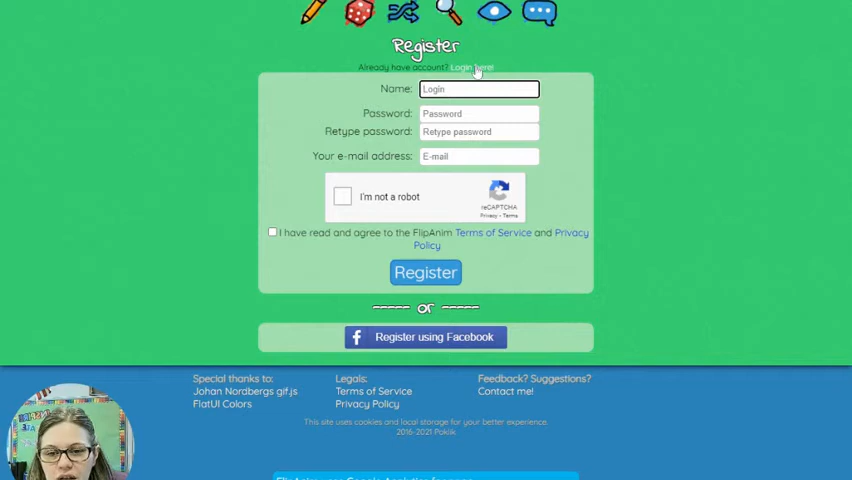 Register
Already have account? Login here!
Name: Login
Password: Password
Retype password: Retype password
Your e-mail address: E-mail
I'm not a robot
reCAPTCHA
Privacy - Terms
I have read and agree to the FlipAnim Terms of Service and Privacy
Policy
Register
or
f Register using Facebook
Special thanks to:
Johan Nordbergs gif.js
FlatUI Colors
Legals:
Terms of Service
Privacy Policy
Feedback? Suggestions?
Contact me!
This site uses cookies and local storage for your better experience.
2016-2021 Pokiik